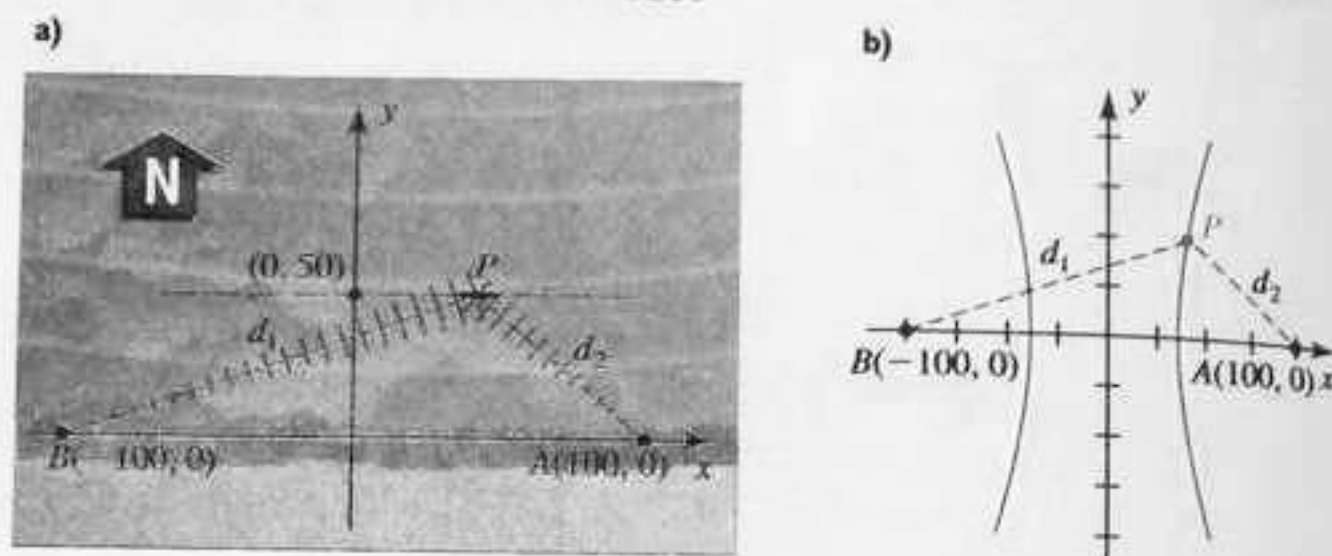 a)
y
N
(0, 50)
P
d₁
d₂
B(−100, 0)
A(100, 0)
x
b)
y
P
d₁
d₂
B(−100, 0)
A(100, 0)
x